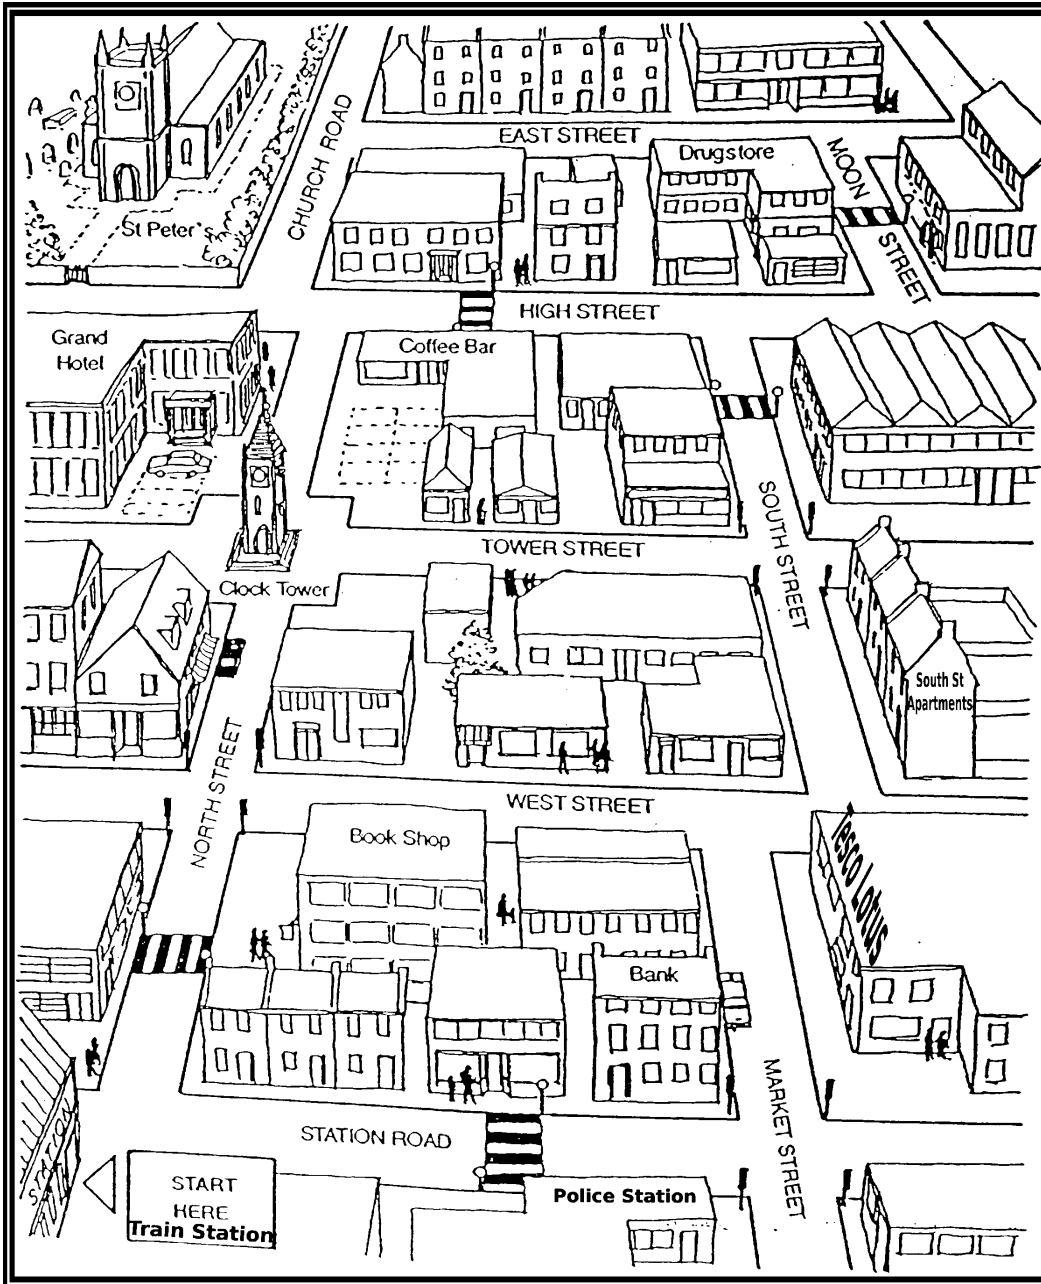 EAST STREET
CHURCH ROAD
MOON
STREET
Drugstore
St Peter
HIGH STREET
Grand
Hotel
Coffee Bar
SOUTH STREET
TOWER STREET
Clock Tower
South St
Apartments
NORTH STREET
WEST STREET
Book Shop
Tesco Lotus
Bank
MARKET STREET
STATION ROAD
STATION
START
HERE
Train Station
Police Station